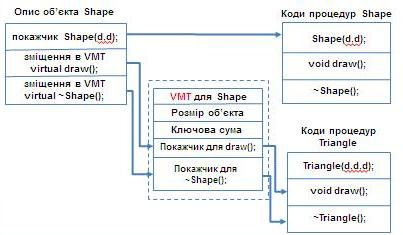 Опис об’єкта Shape
покажчик Shape(d,d);
зміщення в VMT
virtual draw();
зміщення в VMT
virtual ~Shape();
VMT для Shape
Розмір об’єкта
Ключова сума
Покажчик для draw();
Покажчик для
~Shape();
Коди процедур Shape
Shape(d,d);
void draw();
~Shape();
Коди процедур
Triangle
Triangle(d,d,d);
void draw();
~Triangle();